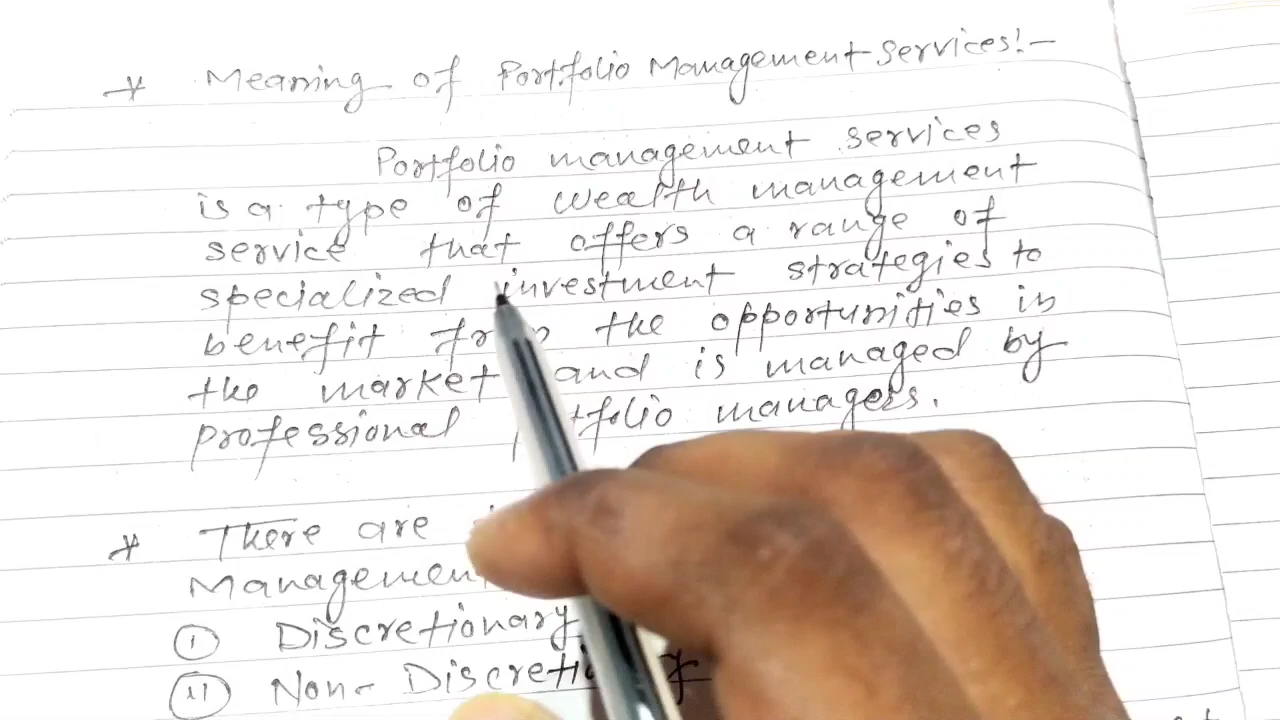 * Meaning of Portfolio Management Services:-
Portfolio management services
is a type of wealth management
service that offers a range of
specialized investment strategies to
benefit the opportunities in
the market and is managed by
professional managers.
* There are
Discretionary
Non-